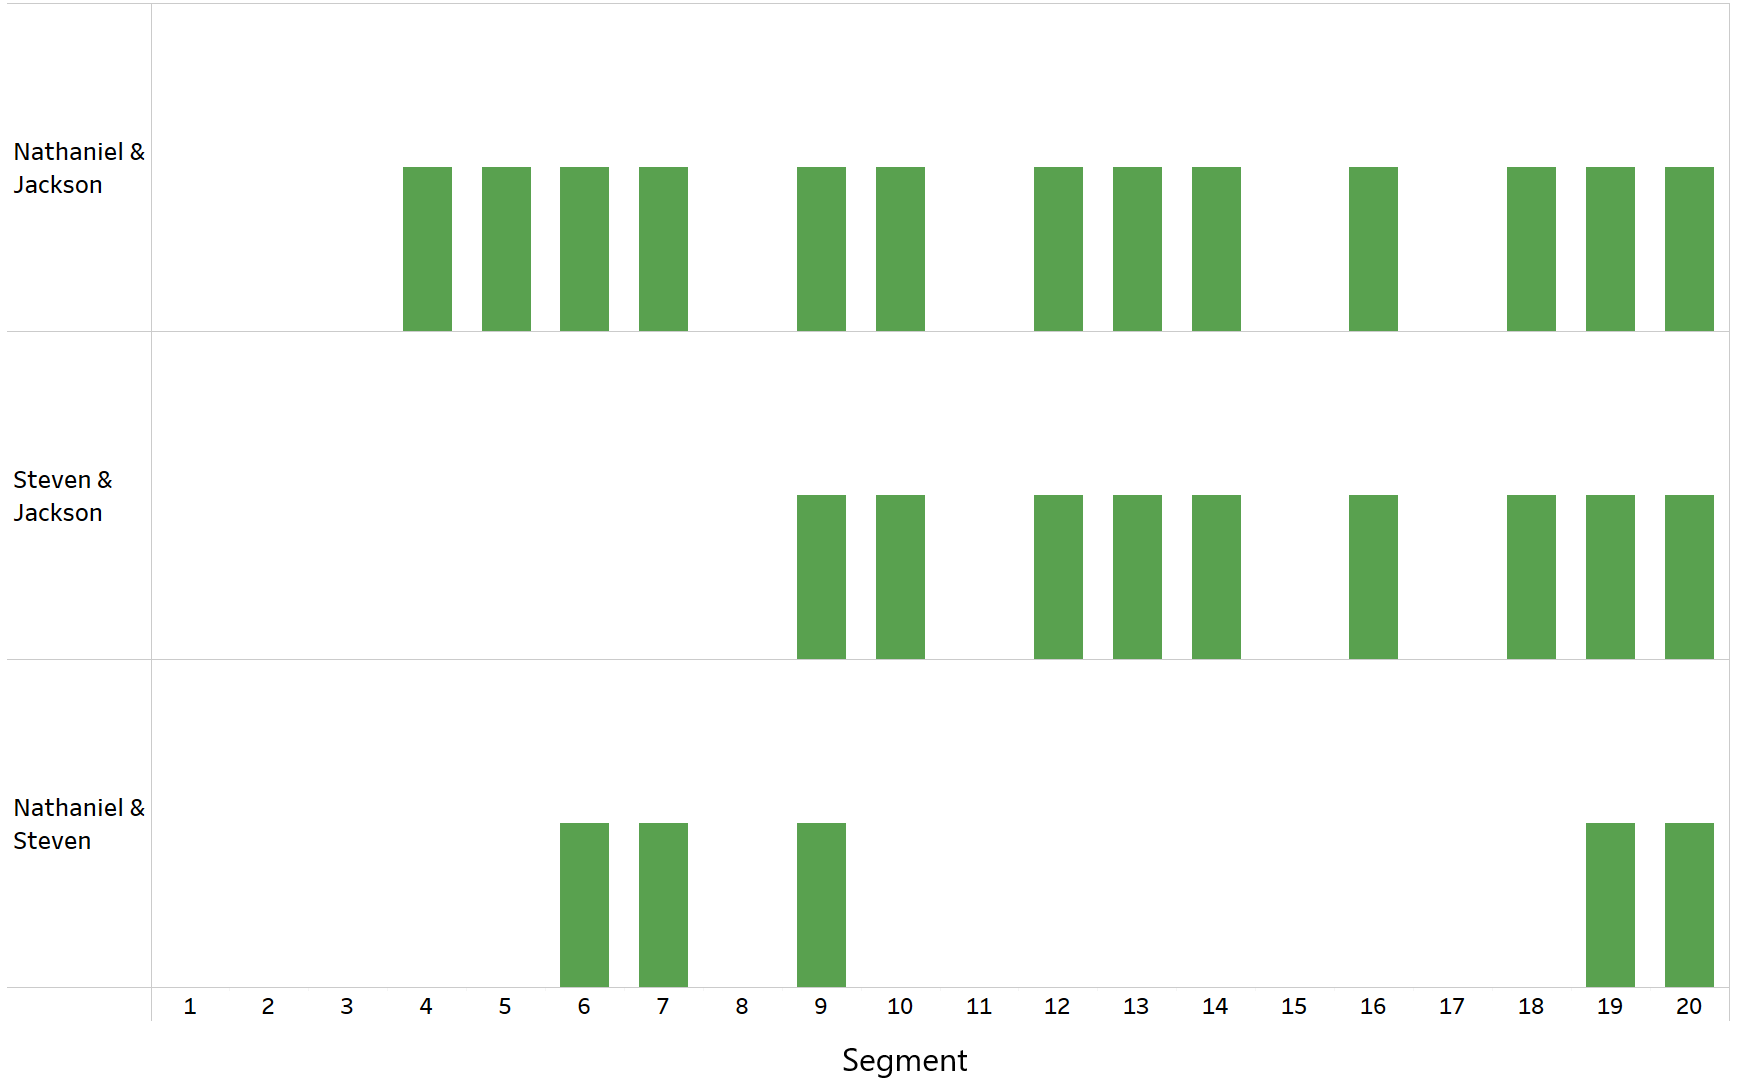 Nathaniel &
Jackson
Steven &
Jackson
Nathaniel &
Steven
1 2 3 4 5 6 7 8 9 10 11 12 13 14 15 16 17 18 19 20
Segment